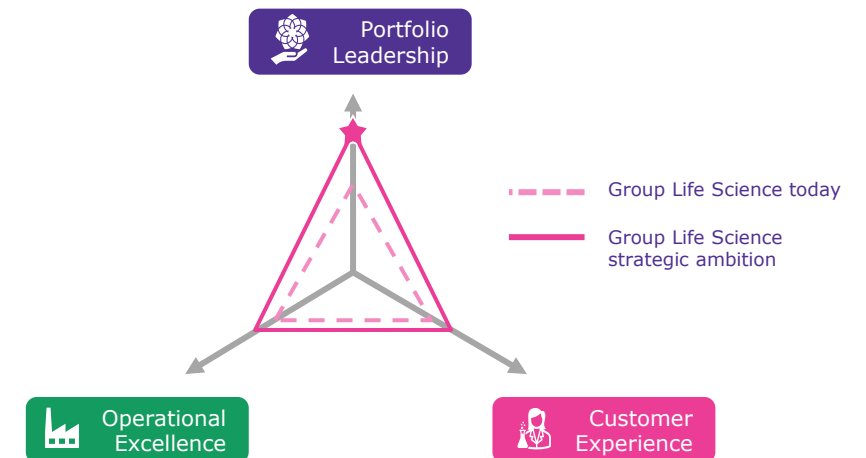 Portfolio
Leadership
Group Life Science today
Group Life Science
strategic ambition
Operational
Excellence
Customer
Experience